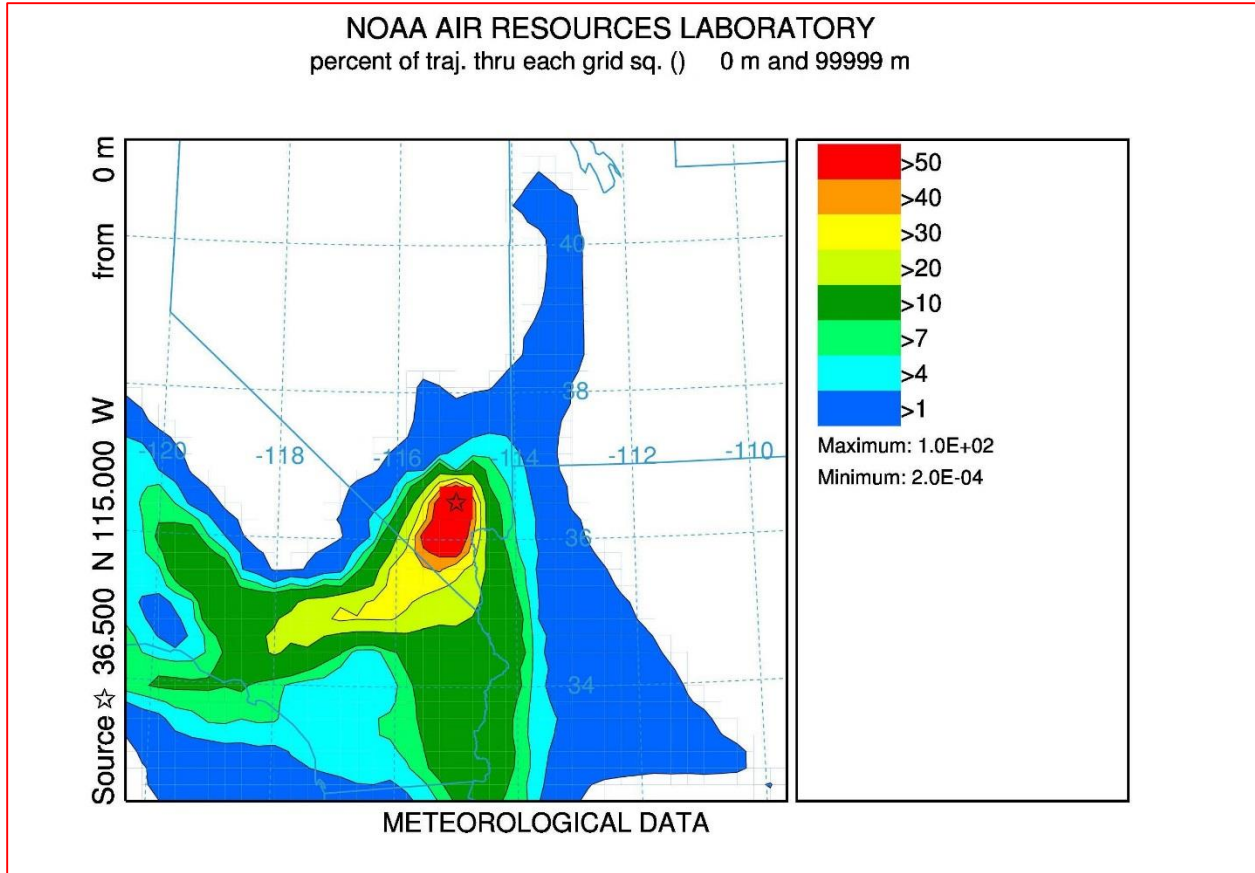 NOAA AIR RESOURCES LABORATORY
percent of traj. thru each grid sq. () 0 m and 99999 m
Source ☆ 36.500 N 115.000 W from 0 m
40
38
-120 -118 -116 -114 -112 -110
36
34
>50
>40
>30
>20
>10
>7
>4
>1
Maximum: 1.0E+02
Minimum: 2.0E-04
METEOROLOGICAL DATA